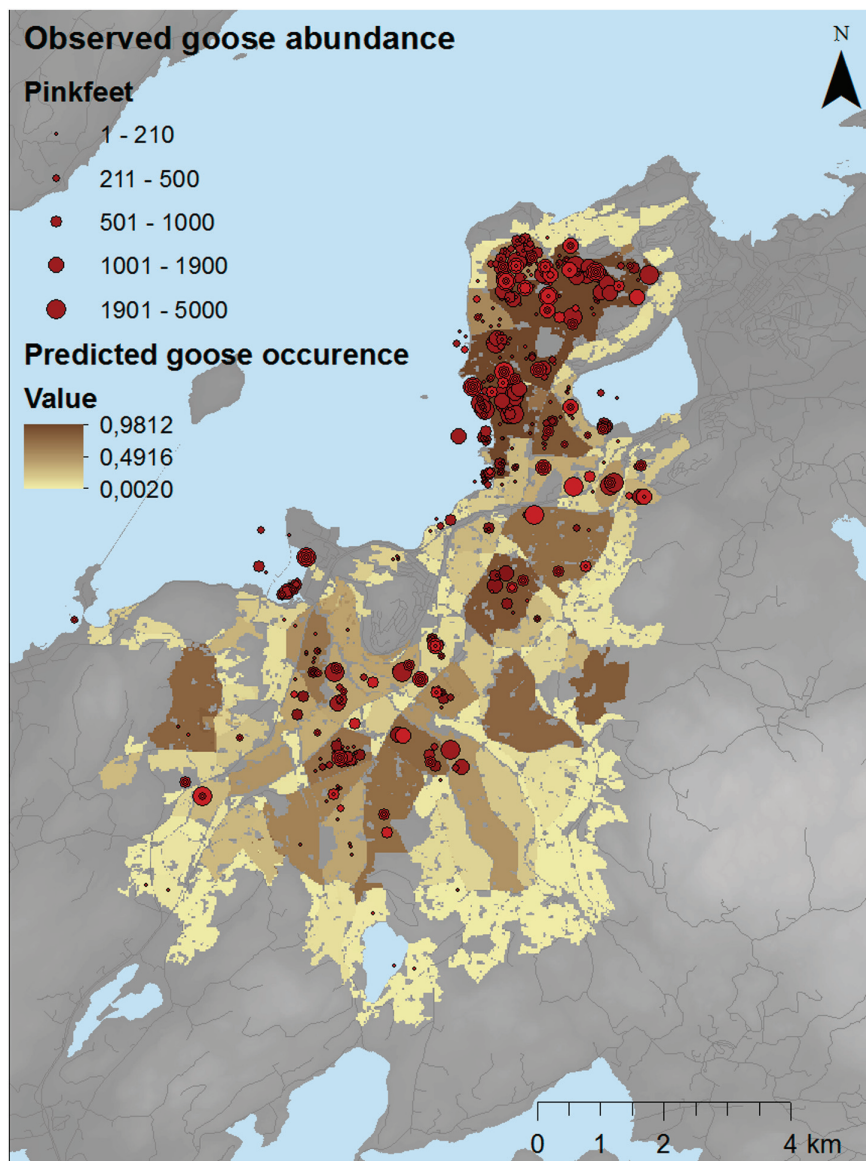 Observed goose abundance
N
Pinkfeet
1 - 210
211 - 500
501 - 1000
1001 - 1900
1901 - 5000
Predicted goose occurence
Value
0,9812
0,4916
0,0020
0 1 2 4 km